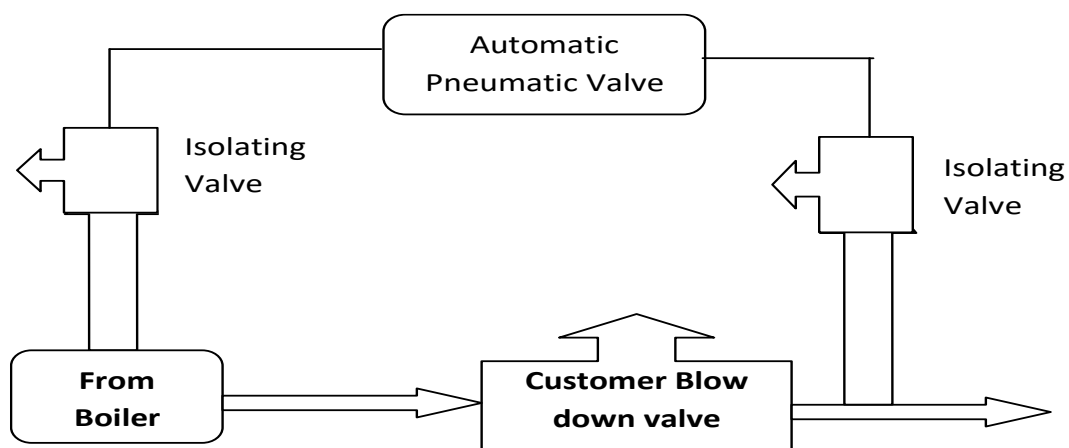 Automatic
Pneumatic Valve
Isolating
Valve
Isolating
Valve
From
Boiler
Customer Blow
down valve